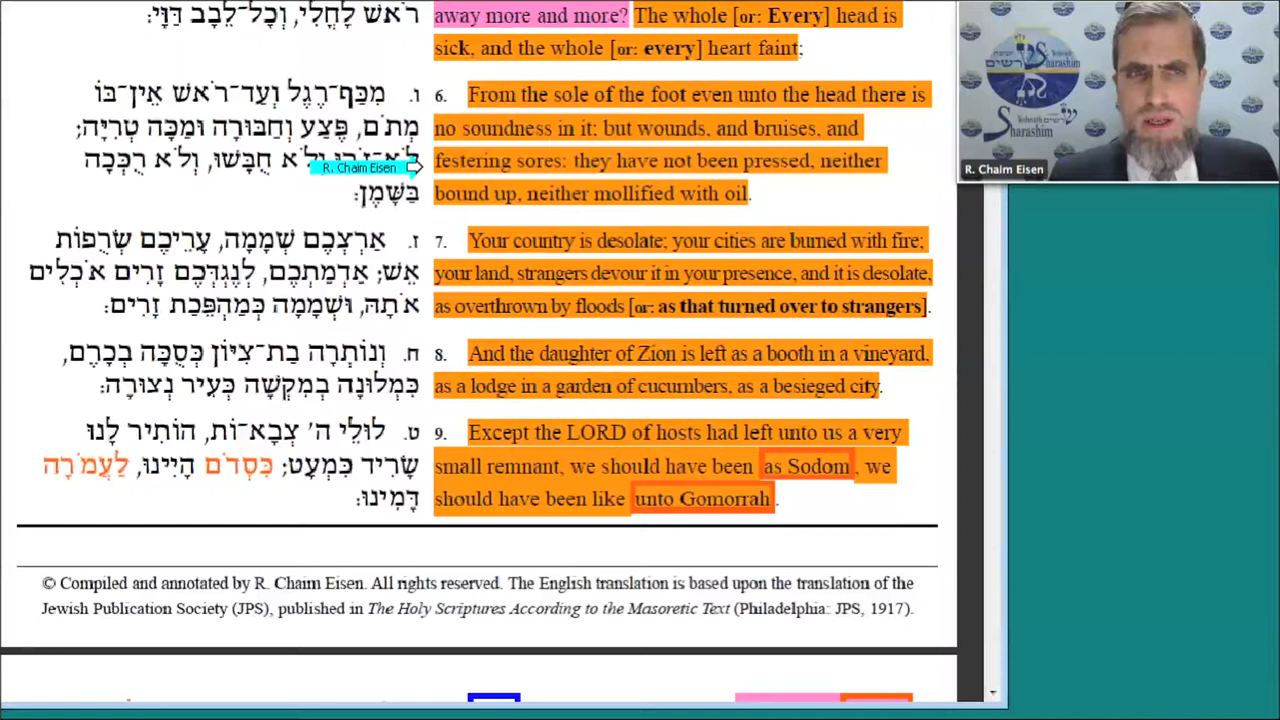 רֹאשׁ לָחֳלִי, וְכָל־לֵבָב דַּוָּי:
ו. מִכַּף־רֶגֶל וְעַד־רֹאשׁ אֵין־בּוֹ
מְתֹם, פֶּצַע וְחַבּוּרָה וּמַכָּה טְרִיָּה;
חֻבָּשׁוּ, וְלֹא רֻכְּכָה
בַּשָּׁמֶן:
ז. אַרְצְכֶם שְׁמָמָה, עָרֵיכֶם שְׂרֻפוֹת
אֵשׁ; אַדְמַתְכֶם, לְנֶגְדְּכֶם זָרִים אֹכְלִים
אֹתָהּ, וּשְׁמָמָה כְּמַהְפֵּכַת זָרִים:
ח. וְנוֹתְרָה בַת־צִיּוֹן כְּסֻכָּה בְכָרֶם,
כִּמְלוּנָה בְמִקְשָׁה כְּעִיר נְצוּרָה:
ט. לוּלֵי ה' צְבָא־וֹת, הוֹתִיר לָנוּ
שָׂרִיד כִּמְעָט; כִּסְדֹם הָיִינוּ, לַעֲמֹרָה
דָּמִינוּ:
away more and more? The whole [or: Every] head is
sick, and the whole [or: every] heart faint;
6. From the sole of the foot even unto the head there is
no soundness in it: but wounds, and bruises, and
festering sores: they have not been pressed, neither
bound up, neither mollified with oil.
7. Your country is desolate; your cities are burned with fire;
your land, strangers devour it in your presence, and it is desolate,
as overthrown by floods [or: as that turned over to strangers].
8. And the daughter of Zion is left as a booth in a vineyard,
as a lodge in a garden of cucumbers, as a besieged city.
9. Except the LORD of hosts had left unto us a very
small remnant, we should have been as Sodom, we
should have been like unto Gomorrah.
© Compiled and annotated by R. Chaim Eisen. All rights reserved. The English translation is based upon the translation of the
Jewish Publication Society (JPS), published in The Holy Scriptures According to the Masoretic Text (Philadelphia: JPS, 1917).
R. Chaim Eisen
R. Chaim Eisen
Sharashim
שרשים
Sharashim